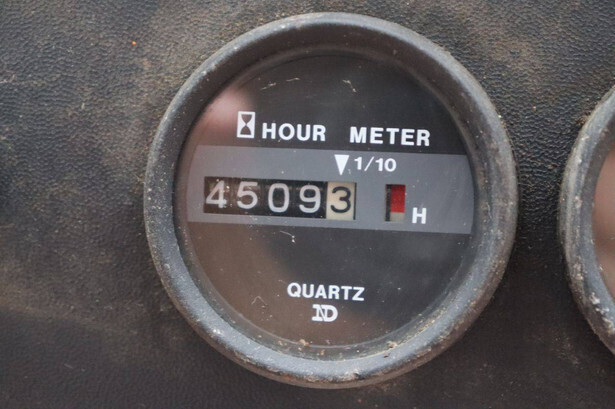 HOUR METER
1/10
45093
H
QUARTZ
ND